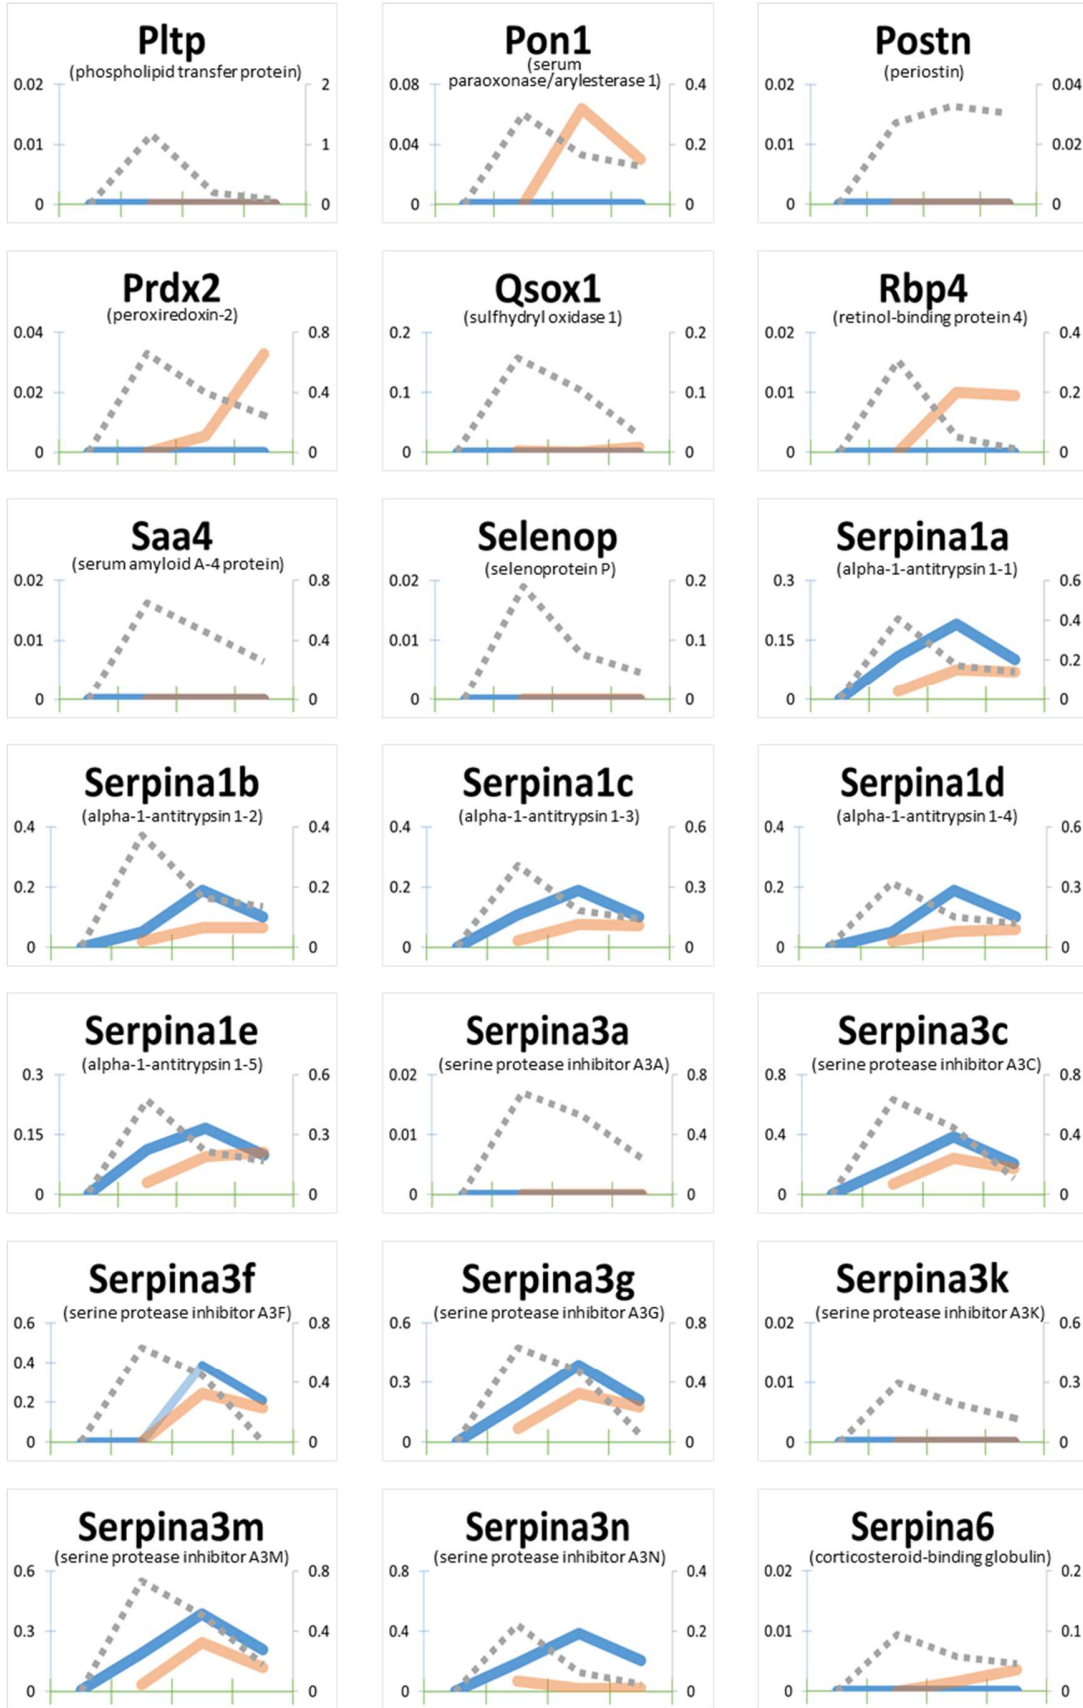 Pltp
(phospholipid transfer protein)
0.02 2
0.01 1
0 0
Pon1
(serum
paraoxonase/arylesterase 1)
0.08 0.4
0.04 0.2
0 0
Postn
(periostin)
0.02 0.04
0.01 0.02
0 0
Prdx2
(peroxiredoxin-2)
0.04 0.8
0.02 0.4
0 0
Qsox1
(sulfhydryl oxidase 1)
0.2 0.2
0.1 0.1
0 0
Rbp4
(retinol-binding protein 4)
0.02 0.4
0.01 0.2
0 0
Saa4
(serum amyloid A-4 protein)
0.02 0.8
0.01 0.4
0 0
Selenop
(selenoprotein P)
0.02 0.2
0.01 0.1
0 0
Serpina1a
(alpha-1-antitrypsin 1-1)
0.3 0.6
0.4
0.15
0.2
0 0
Serpina1b
(alpha-1-antitrypsin 1-2)
0.4 0.4
0.2 0.2
0 0
Serpina1c
(alpha-1-antitrypsin 1-3)
0.4 0.6
0.2 0.3
0 0
Serpina1d
(alpha-1-antitrypsin 1-4)
0.4 0.6
0.2 0.3
0 0
Serpina1e
(alpha-1-antitrypsin 1-5)
0.3 0.6
0.15 0.3
0 0
Serpina3a
(serine protease inhibitor A3A)
0.02 0.8
0.01 0.4
0 0
Serpina3c
(serine protease inhibitor A3C)
0.8 0.8
0.4 0.4
0 0
Serpina3f
(serine protease inhibitor A3F)
0.6 0.8
0.4
0.4
0.2
0 0
Serpina3g
(serine protease inhibitor A3G)
0.6 0.8
0.3 0.4
0 0
Serpina3k
(serine protease inhibitor A3K)
0.02 0.6
0.01 0.3
0 0
Serpina3m
(serine protease inhibitor A3M)
0.6 0.8
0.3 0.4
0 0
Serpina3n
(serine protease inhibitor A3N)
0.8 0.4
0.4 0.2
0 0
Serpina6
(corticosteroid-binding globulin)
0.02 0.2
0.01 0.1
0 0